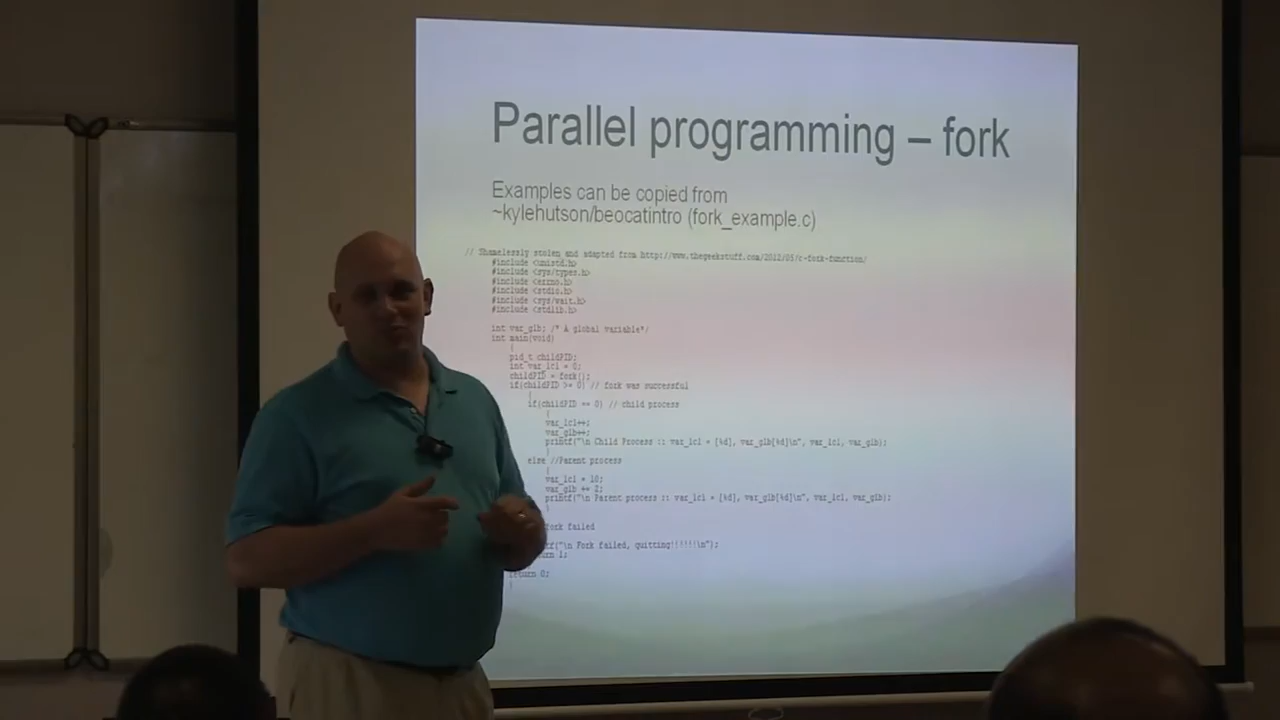 Parallel programming – fork
Examples can be copied from
~kylehutson/beocatintro (fork_example.c)
// Shamelessly stolen and adapted from http://www.thegeekstuff.com/2012/05/c-fork-function/
#include <unistd.h>
#include <sys/types.h>
#include <errno.h>
#include <stdio.h>
#include <sys/wait.h>
#include <stdlib.h>
int var_glb; /* A global variable*/
int main(void)
{
pid_t childPID;
int var_lcl = 0;
childPID = fork();
if(childPID >= 0) // fork was successful
{
if(childPID == 0) // child process
{
var_lcl++;
var_glb++;
printf("\n Child Process :: var_lcl = [%d], var_glb[%d]\n", var_lcl, var_glb);
}
else //Parent process
{
var_lcl = 10;
var_glb += 2;
printf("\n Parent process :: var_lcl = [%d], var_glb[%d]\n", var_lcl, var_glb);
}
fork failed
tf("\n Fork failed, quitting!!!!!!\n");
urn 1;
return 0;
}